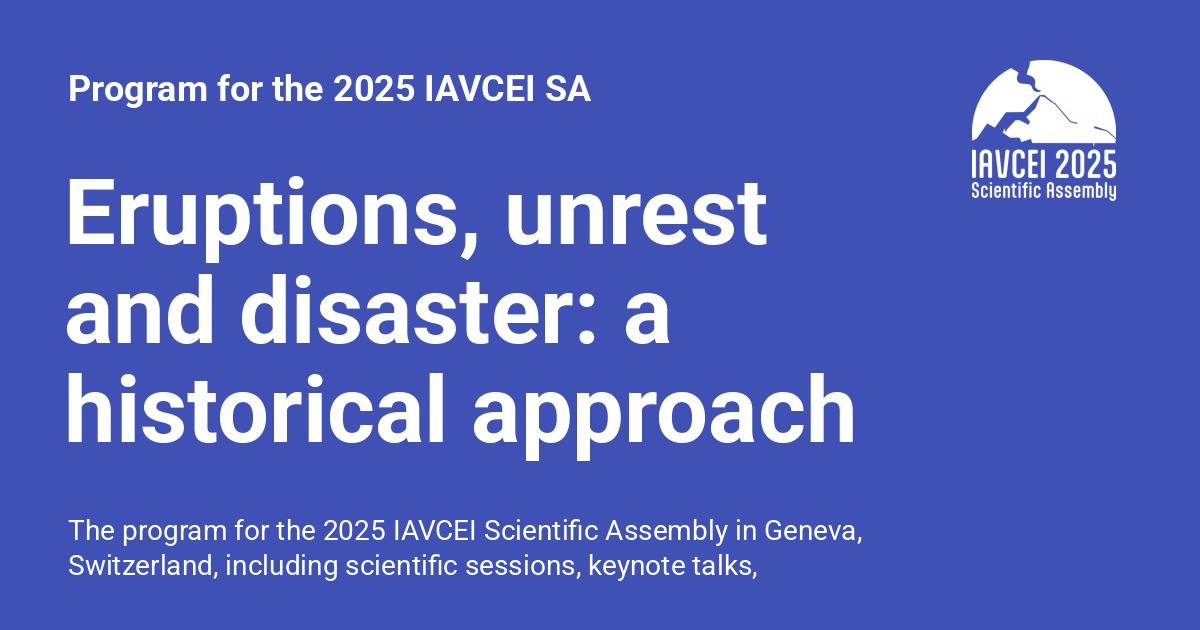 Program for the 2025 IAVCEI SA
IAVCEI 2025
Scientific Assembly
Eruptions, unrest
and disaster: a
historical approach
The program for the 2025 IAVCEI Scientific Assembly in Geneva,
Switzerland, including scientific sessions, keynote talks,